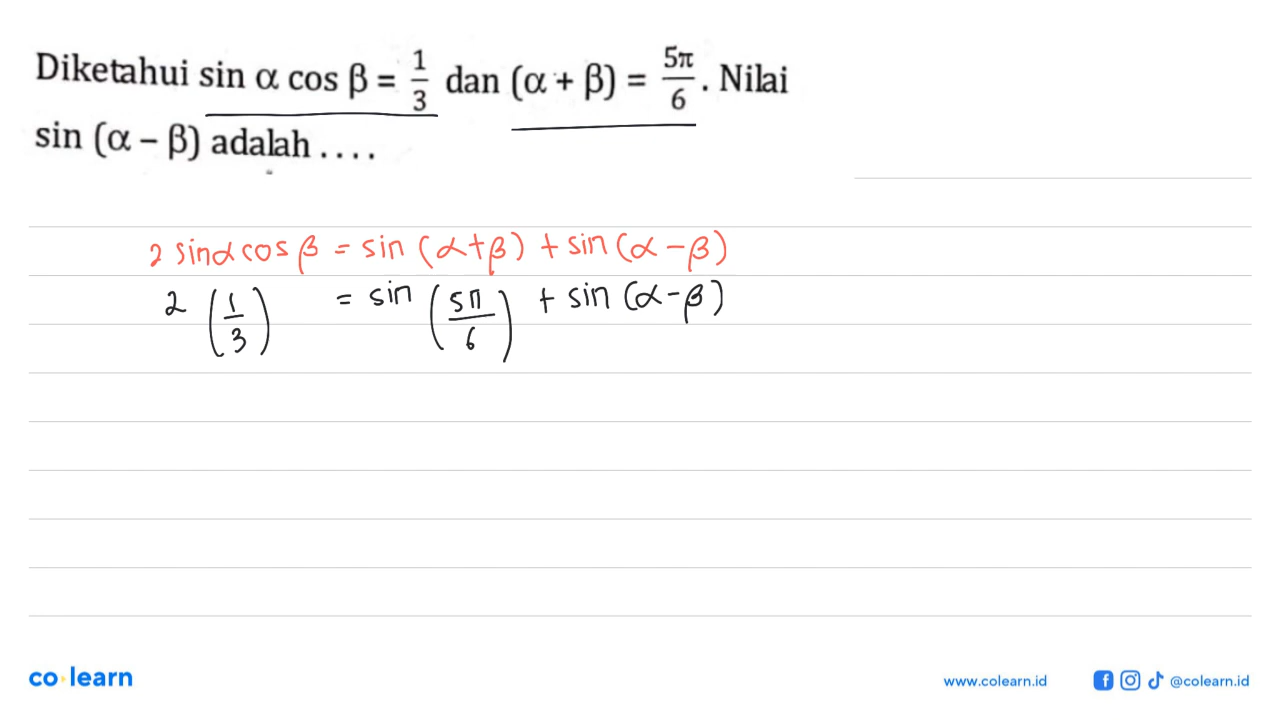 Diketahui sin α cos β = 1/3 dan (α + β) = 5π/6. Nilai
sin (α – β) adalah ....
2 sin α cos β = sin (α+β) + sin (α – β)
2 (1/3) = sin (5π/6) + sin (α - β)
co learn
www.colearn.id
@colearn.id